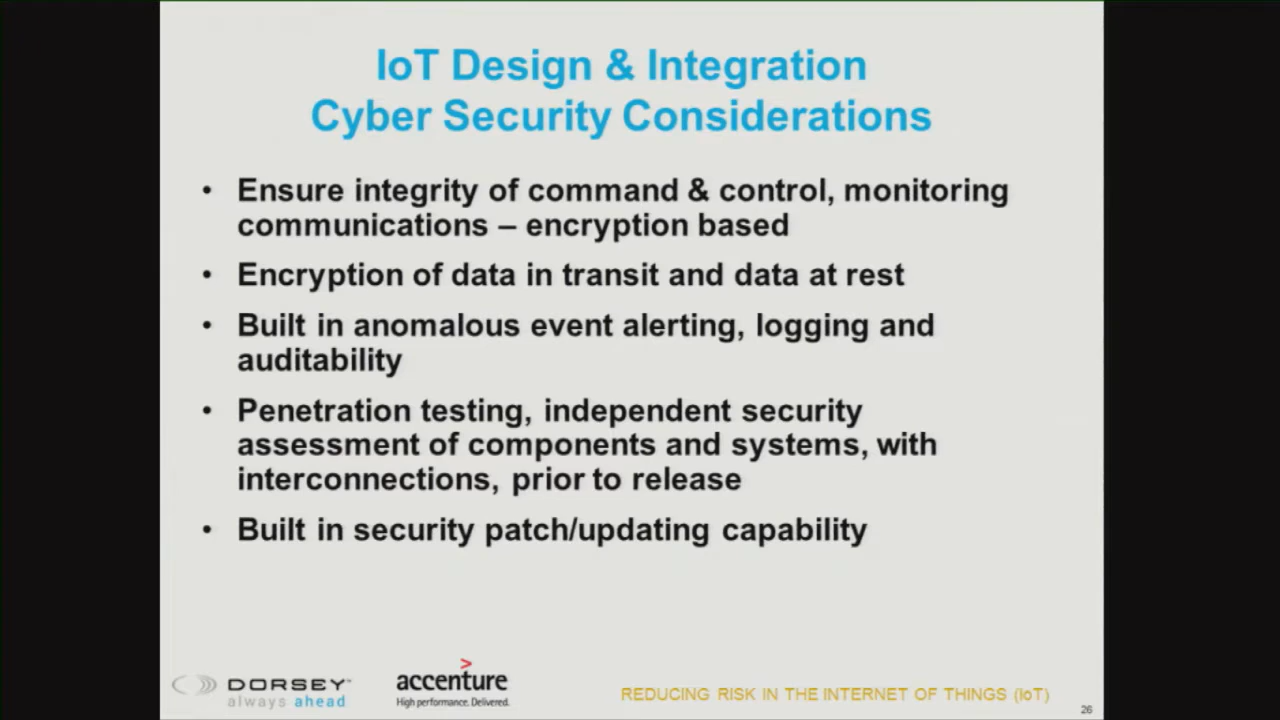 IoT Design & Integration
Cyber Security Considerations
• Ensure integrity of command & control, monitoring
communications – encryption based
• Encryption of data in transit and data at rest
• Built in anomalous event alerting, logging and
auditability
• Penetration testing, independent security
assessment of components and systems, with
interconnections, prior to release
• Built in security patch/updating capability
DORSEY™
always ahead
>
accenture
High performance. Delivered.
REDUCING RISK IN THE INTERNET OF THINGS (IoT)
26